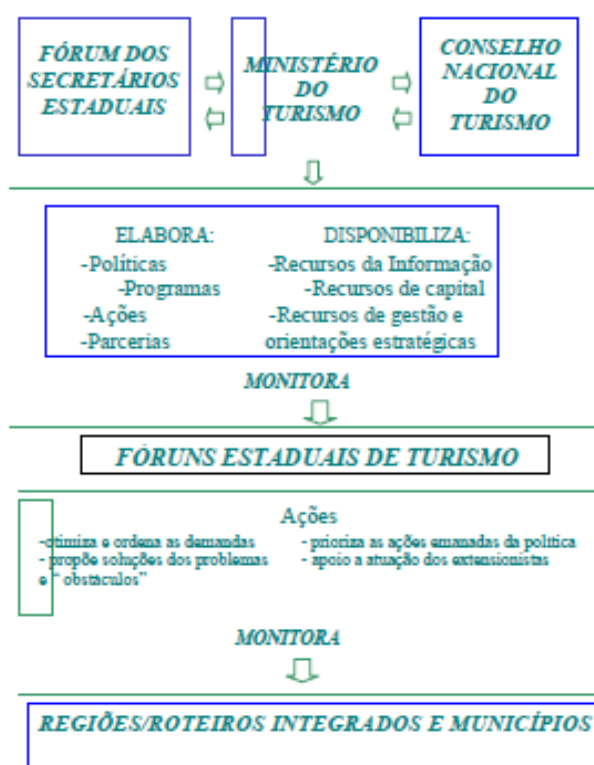 FÓRUM DOS
SECRETÁRIOS
ESTADUAIS
MINISTÉRIO
DO
TURISMO
CONSELHO
NACIONAL
DO
TURISMO
ELABORA:
-Políticas
-Programas
-Ações
-Parcerias
DISPONIBILIZA:
-Recursos da Informação
-Recursos de capital
-Recursos de gestão e
orientações estratégicas
MONITORA
FÓRUNS ESTADUAIS DE TURISMO
Ações
-otimiza e ordena as demandas
- propõe soluções dos problemas
e “ obstáculos”
- prioriza as ações emanadas da política
- apoio a atuação dos extensionistas
MONITORA
REGIÕES/ROTEIROS INTEGRADOS E MUNICÍPIOS